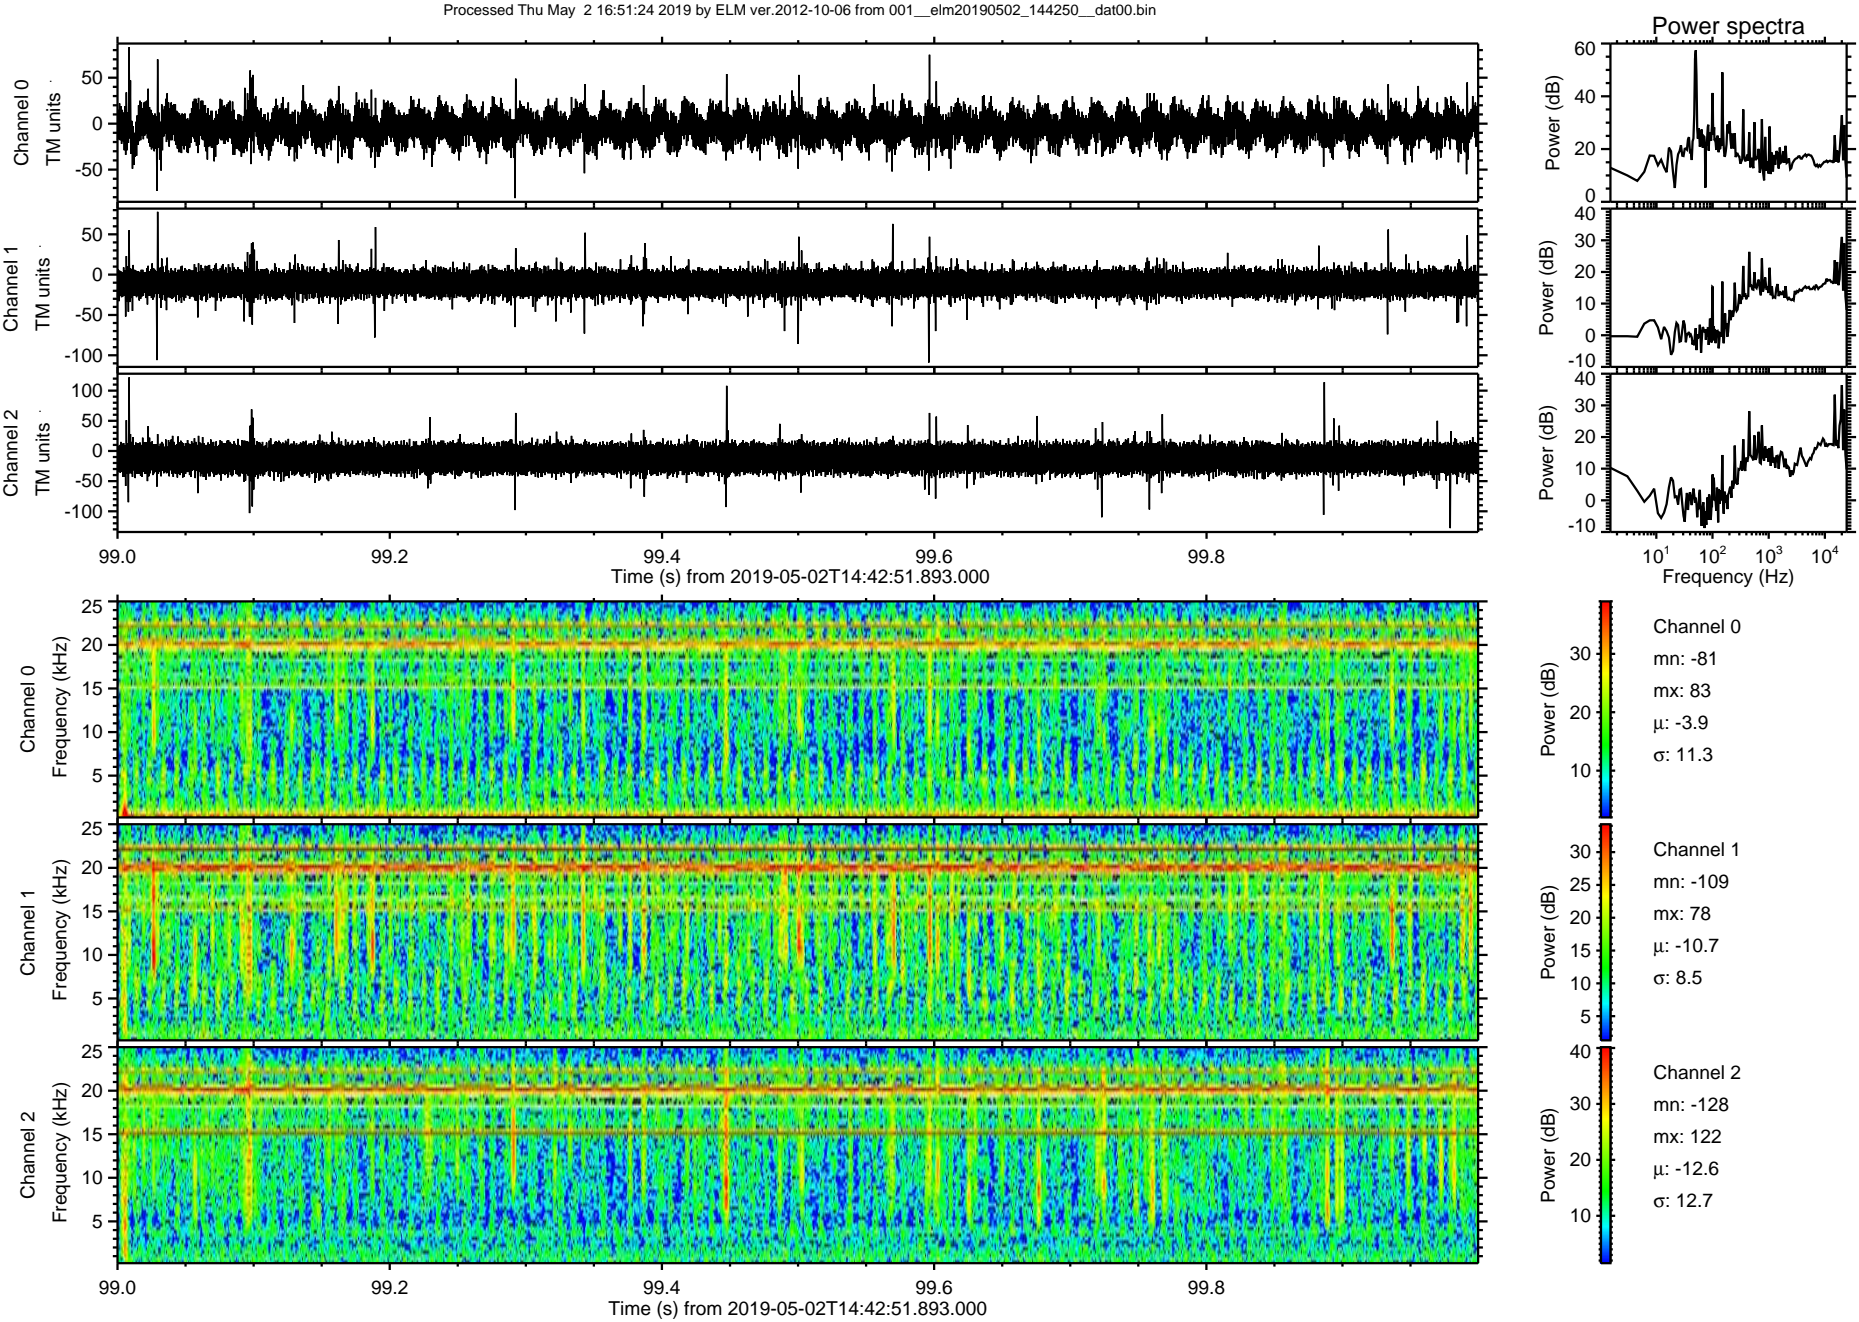 Processed Thu May  2 16:51:24 2019 by ELM ver.2012-10-06 from 001__elm20190502_144250__dat00.bin
Power spectra
Channel 0
TM units
50
0
-50
Power (dB)
60
40
20
0
Channel 1
TM units
50
0
-50
-100
Power (dB)
40
30
20
10
0
-10
Channel 2
TM units
100
50
0
-50
-100
Power (dB)
40
30
20
10
0
-10
99.0 99.2 99.4 99.6 99.8
Time (s) from 2019-05-02T14:42:51.893.000
10¹ 10² 10³ 10⁴
Frequency (Hz)
Channel 0
Frequency (kHz)
25
20
15
10
5
Power (dB)
30
20
10
Channel 0
mn: -81
mx: 83
μ: -3.9
σ: 11.3
Channel 1
Frequency (kHz)
25
20
15
10
5
Power (dB)
30
25
20
15
10
5
Channel 1
mn: -109
mx: 78
μ: -10.7
σ: 8.5
Channel 2
Frequency (kHz)
25
20
15
10
5
Power (dB)
40
30
20
10
Channel 2
mn: -128
mx: 122
μ: -12.6
σ: 12.7
99.0 99.2 99.4 99.6 99.8
Time (s) from 2019-05-02T14:42:51.893.000